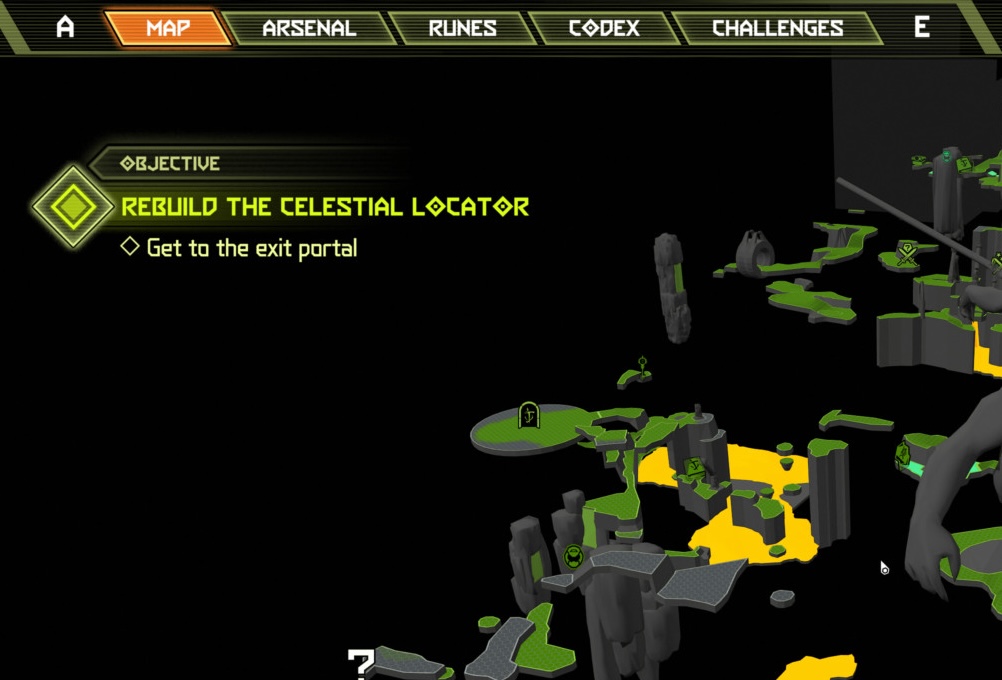 A MAP ARSENAL RUNES CODEX CHALLENGES E
OBJECTIVE
REBUILD THE CELESTIAL LOCATOR
Get to the exit portal
?